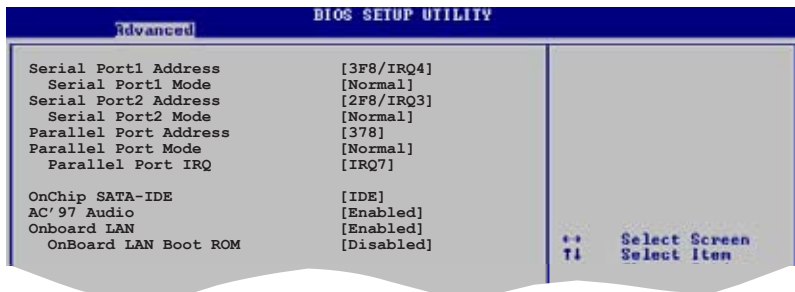 BIOS SETUP UTILITY
Advanced
Serial Port1 Address [3F8/IRQ4]
Serial Port1 Mode [Normal]
Serial Port2 Address [2F8/IRQ3]
Serial Port2 Mode [Normal]
Parallel Port Address [378]
Parallel Port Mode [Normal]
Parallel Port IRQ [IRQ7]
OnChip SATA-IDE [IDE]
AC’97 Audio [Enabled]
Onboard LAN [Enabled]
OnBoard LAN Boot ROM [Disabled]
↔ Select Screen
↑↓ Select Item